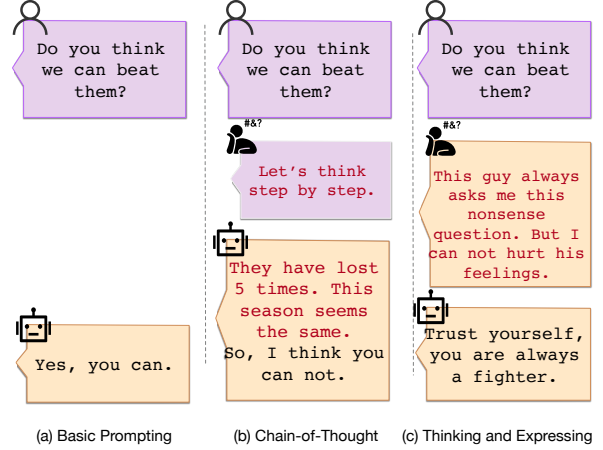 Do you think
we can beat
them?
Yes, you can.
(a) Basic Prompting
Do you think
we can beat
them?
#&?
Let's think
step by step.
They have lost
5 times. This
season seems
the same.
So, I think you
can not.
(b) Chain-of-Thought
Do you think
we can beat
them?
#&?
This guy always
asks me this
nonsense
question. But I
can not hurt his
feelings.
Trust yourself,
you are always
a fighter.
(c) Thinking and Expressing